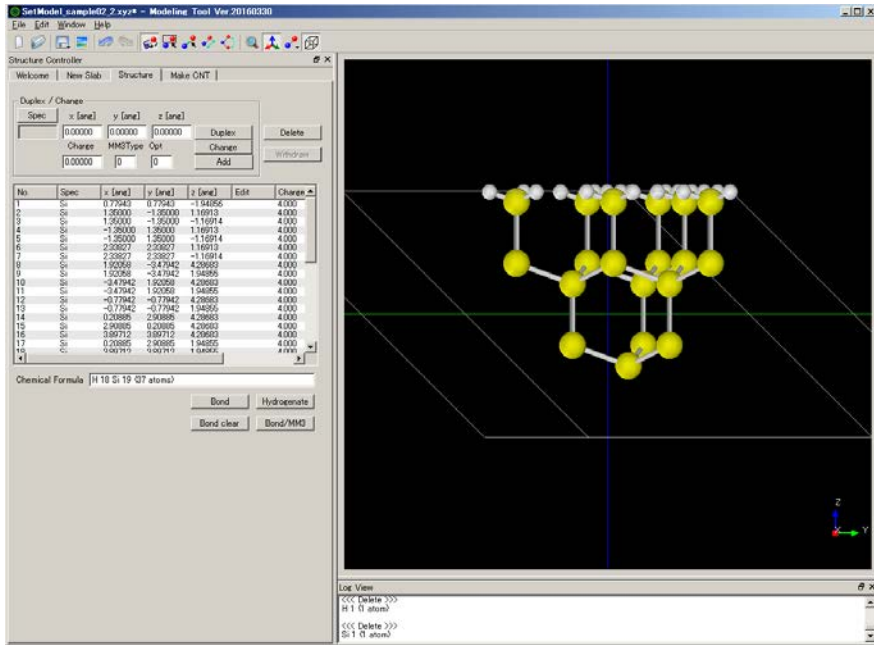 SetModel_sample02_2.xyz* - Modeling Tool Ver.20160330
File Edit Window Help
Structure Controller
Welcome New Slab Structure Make CNT
Duplex / Change
Spec x [ang] y [ang] z [ang]
0.00000 0.00000 0.00000 Duplex Delete
Charge MM3Type Opt Change Withdraw
0.00000 0 0 Add
No. Spec x [ang] y [ang] z [ang] Edit Charge
1 Si 0.77943 0.77943 -1.94856 4.000
2 Si 1.35000 -1.35000 1.16913 4.000
3 Si 1.35000 -1.35000 -1.16914 4.000
4 Si -1.35000 1.35000 1.16913 4.000
5 Si -1.35000 1.35000 -1.16914 4.000
6 Si 2.33827 2.33827 1.16913 4.000
7 Si 2.33827 2.33827 -1.16914 4.000
8 Si 1.92058 -3.47942 4.28683 4.000
9 Si 1.92058 -3.47942 1.94855 4.000
10 Si -3.47942 1.92058 4.28683 4.000
11 Si -3.47942 1.92058 1.94855 4.000
12 Si -0.77942 -0.77942 4.28683 4.000
13 Si -0.77942 -0.77942 1.94855 4.000
14 Si 0.20885 2.90885 4.28683 4.000
15 Si 2.90885 0.20885 4.28683 4.000
16 Si 3.89712 3.89712 4.28683 4.000
17 Si 0.20885 2.90885 1.94855 4.000
18 Si 3.89712 3.89712 1.94855 4.000
Chemical Formula H 18 Si 19 (37 atoms)
Bond Hydrogenate
Bond clear Bond/MM3
Z
X Y
Log View
<<< Delete >>>
H 1 (1 atom)
<<< Delete >>>
Si 1 (1 atom)